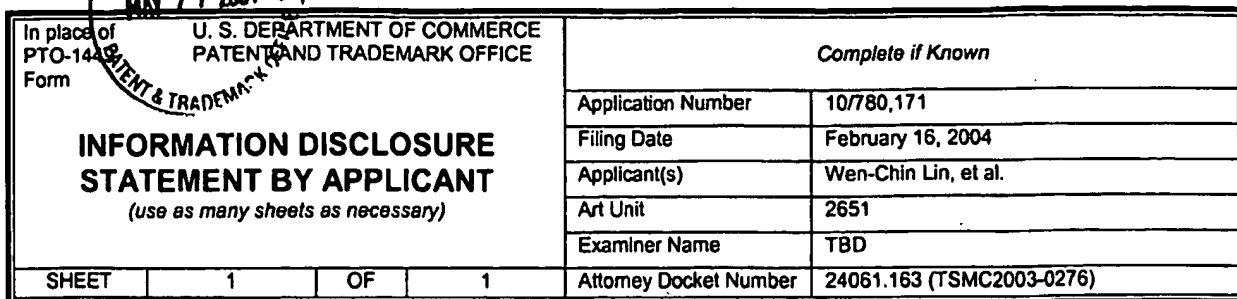 In place of U. S. DEPARTMENT OF COMMERCE
PTO-1449 PATENT AND TRADEMARK OFFICE
Form
PATENT & TRADEMARK
INFORMATION DISCLOSURE
STATEMENT BY APPLICANT
(use as many sheets as necessary)
SHEET 1 OF 1
Complete if Known
Application Number 10/780,171
Filing Date February 16, 2004
Applicant(s) Wen-Chin Lin, et al.
Art Unit 2651
Examiner Name TBD
Attorney Docket Number 24061.163 (TSMC2003-0276)